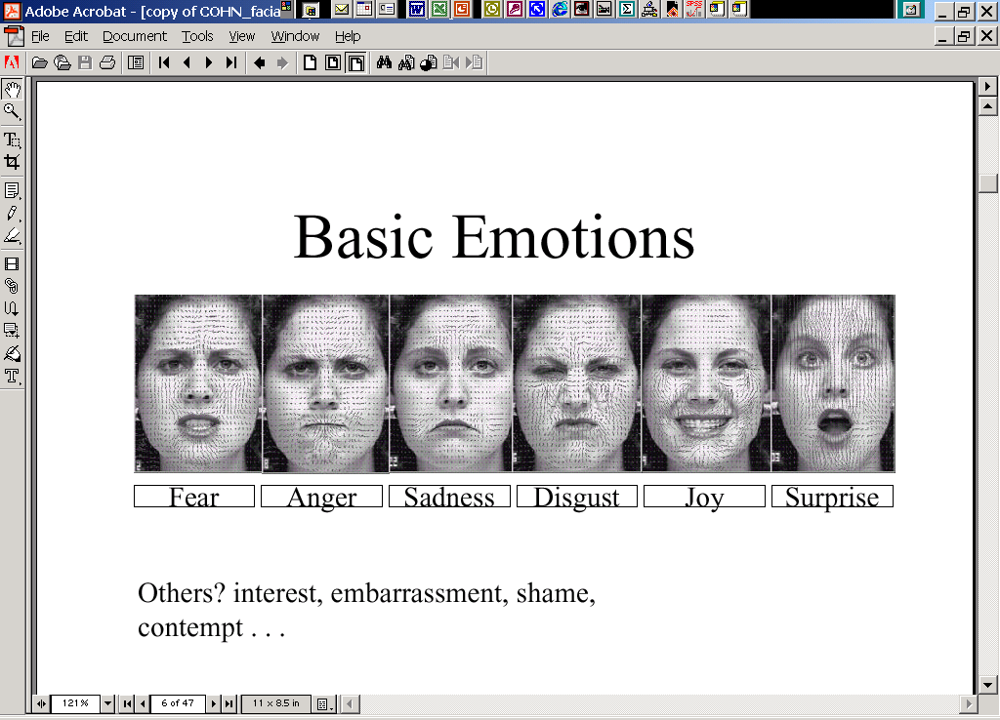 Adobe Acrobat - [copy of COHN_facia
File Edit Document Tools View Window Help
Basic Emotions
Fear Anger Sadness Disgust Joy Surprise
Others? interest, embarrassment, shame,
contempt . . .
121% 6 of 47 11 x 8.5 in